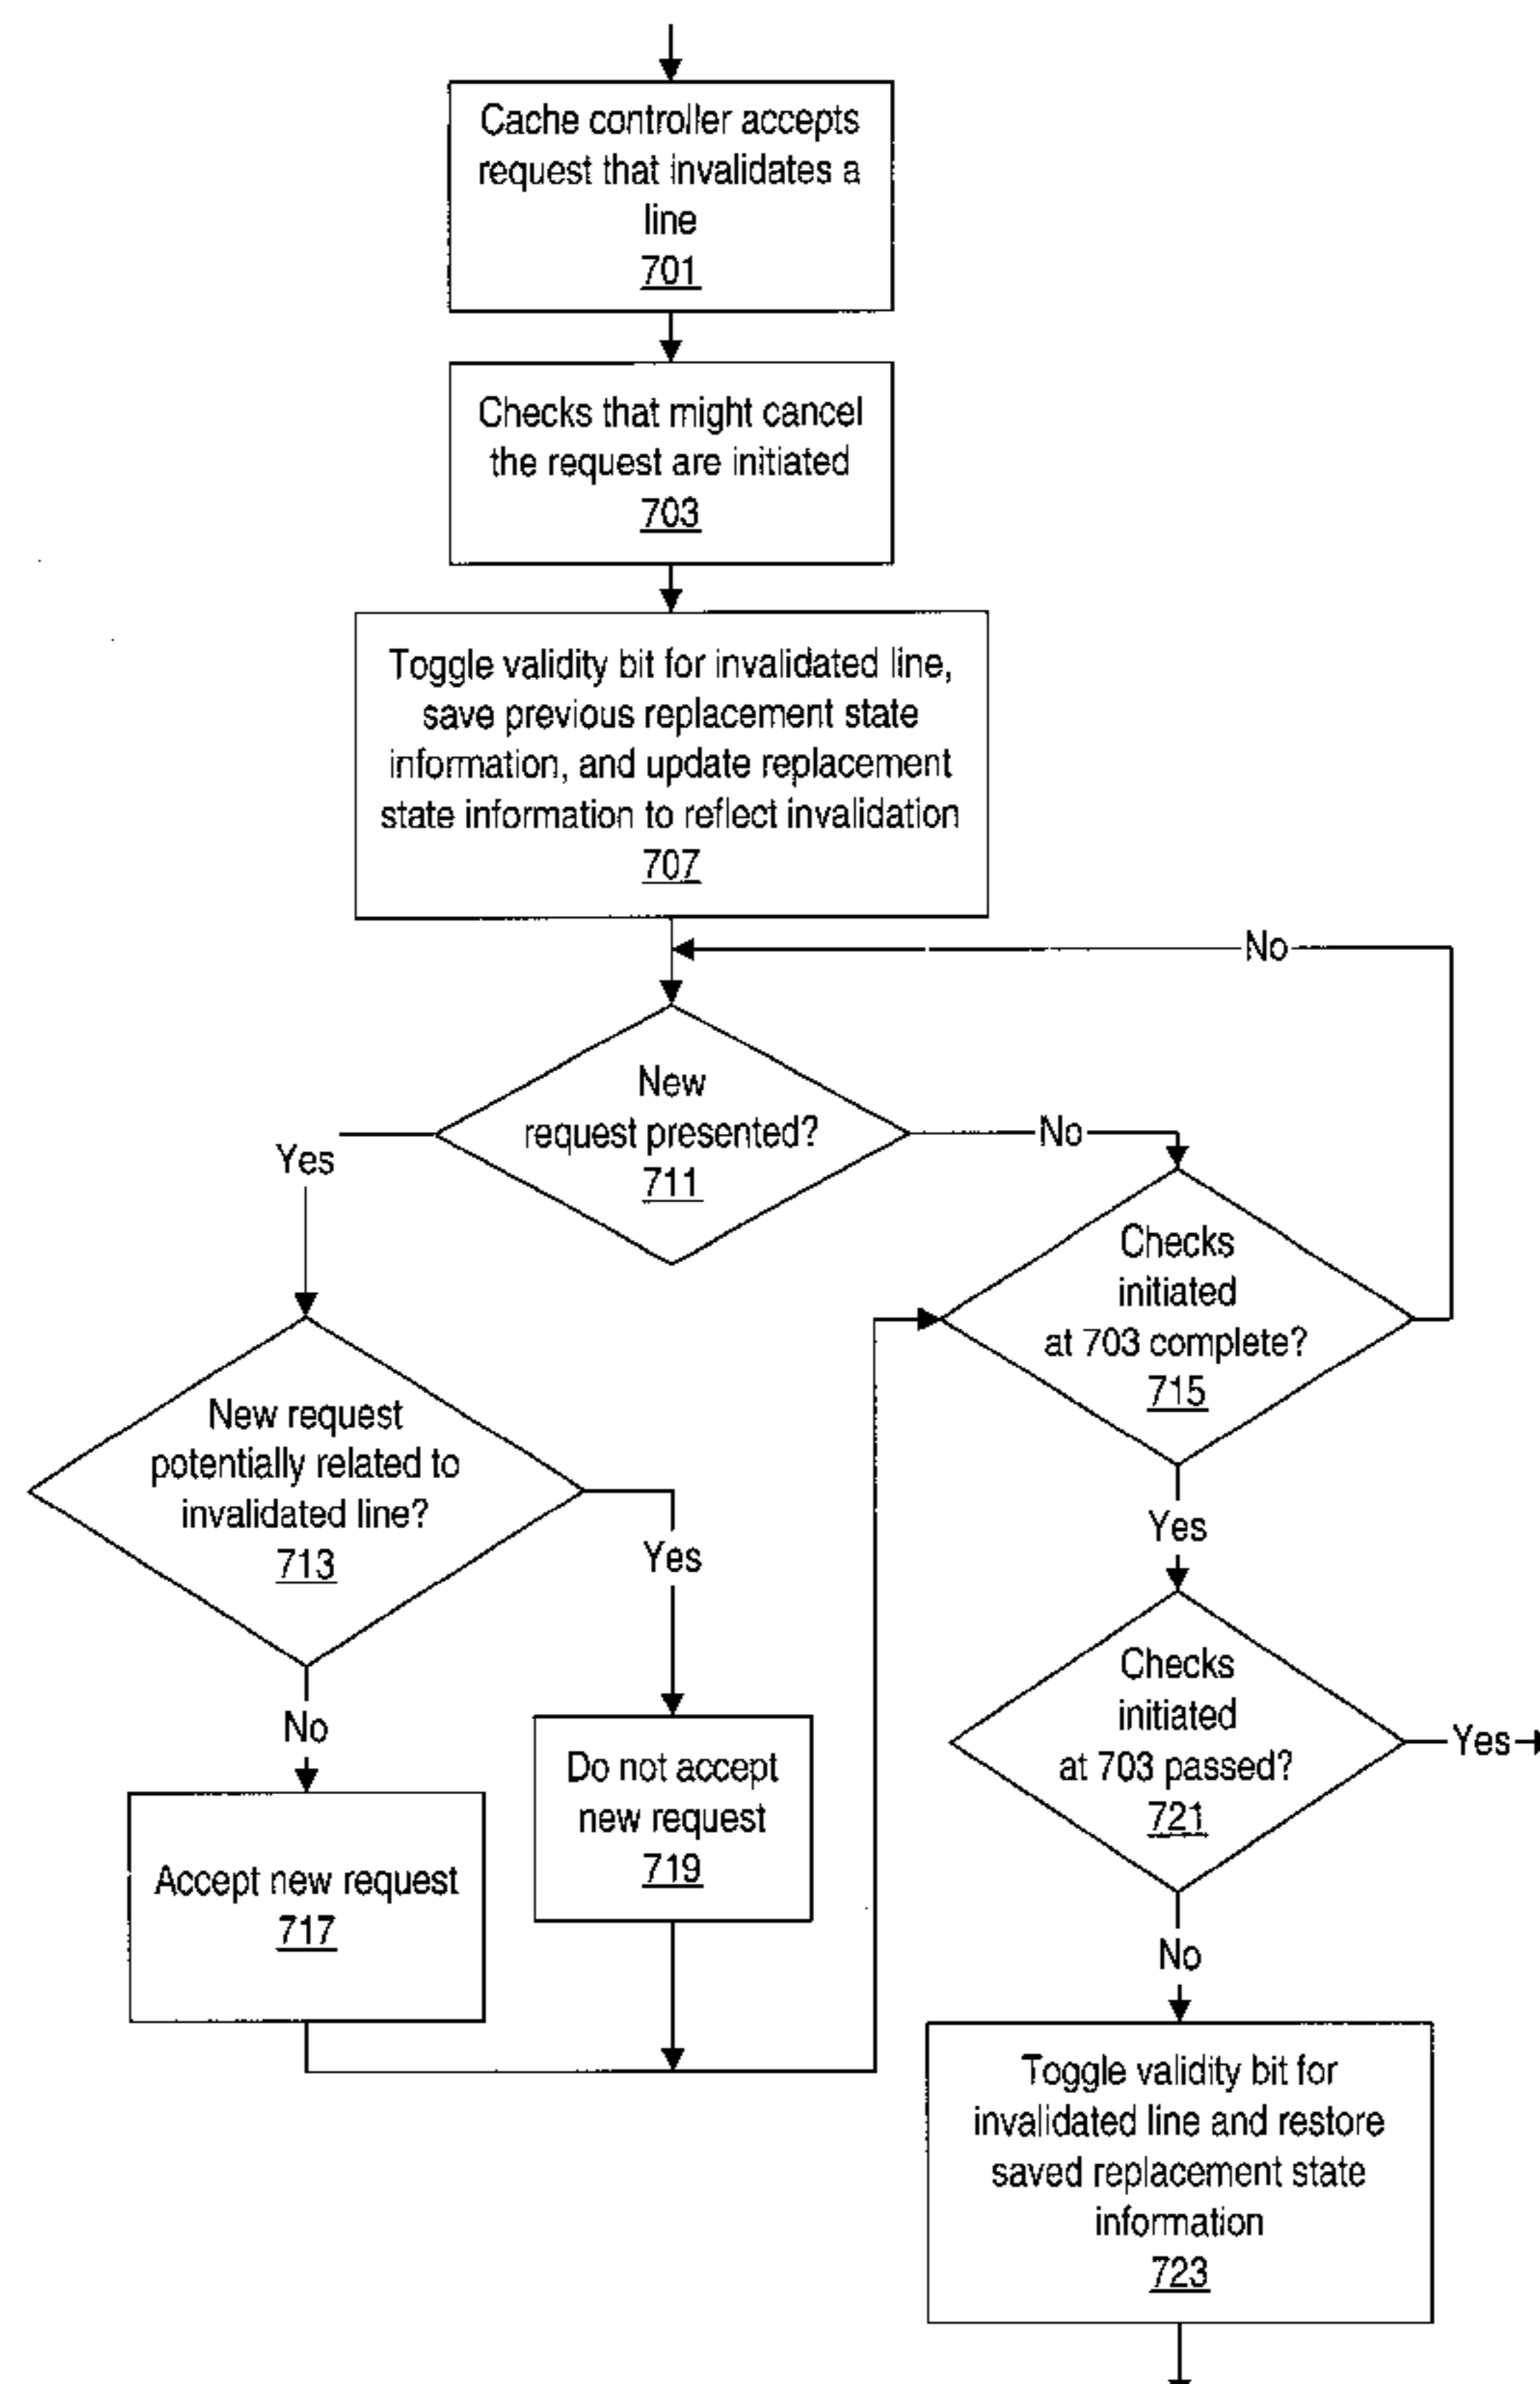 Cache controller accepts
request that invalidates a
line
701
Checks that might cancel
the request are initiated
703
Toggle validity bit for invalidated line,
save previous replacement state
information, and update replacement
state information to reflect invalidation
707
No
New
request presented?
711
Yes
No
Checks
initiated
at 703 complete?
715
New request
potentially related to
invalidated line?
713
Yes
Yes
No
Checks
initiated
at 703 passed?
721
Yes
Do not accept
new request
719
Accept new request
717
No
Toggle validity bit for
invalidated line and restore
saved replacement state
information
723